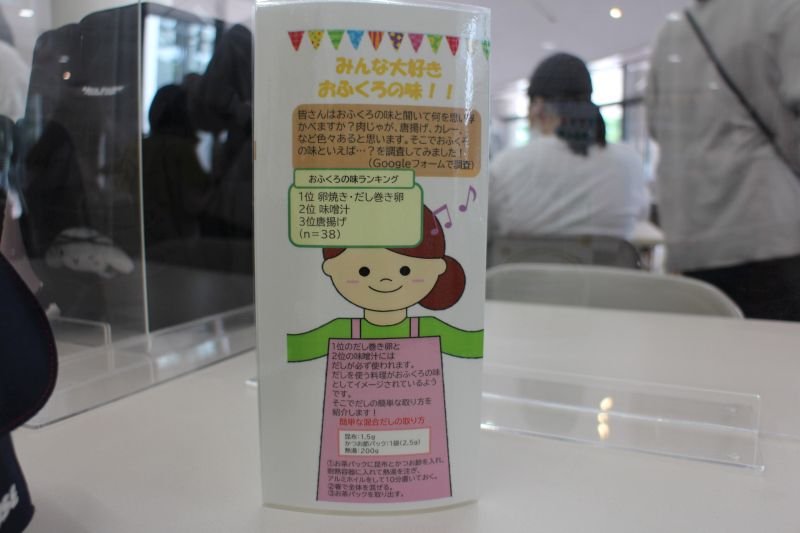 みんな大好き
おふくろの味！！
皆さんはおふくろの味と聞いて何を思い浮
かべますか？肉じゃが、唐揚げ、カレー、
など色々あると思います。そこでおふくろ
の味といえば…？を調査してみました！
（Googleフォームで調査）
おふくろの味ランキング
1位 卵焼き・だし巻き卵
2位 味噌汁
3位唐揚げ
（n＝38）
1位のだし巻き卵と
2位の味噌汁には
だしが必ず使われます。
だしを使う料理がおふくろの味
としてイメージされているよう
です。
そこでだしの簡単な取り方を
紹介します！
簡単な混合だしの取り方
昆布：1.5g
かつお節パック：1袋(2.5g)
熱湯：200g
①お茶パックに昆布とかつお節を入れ、
耐熱容器に入れて熱湯を注ぎ、
アルミホイルをして10分置いておく。
②箸で全体を混ぜる。
③お茶パックを取り出す。